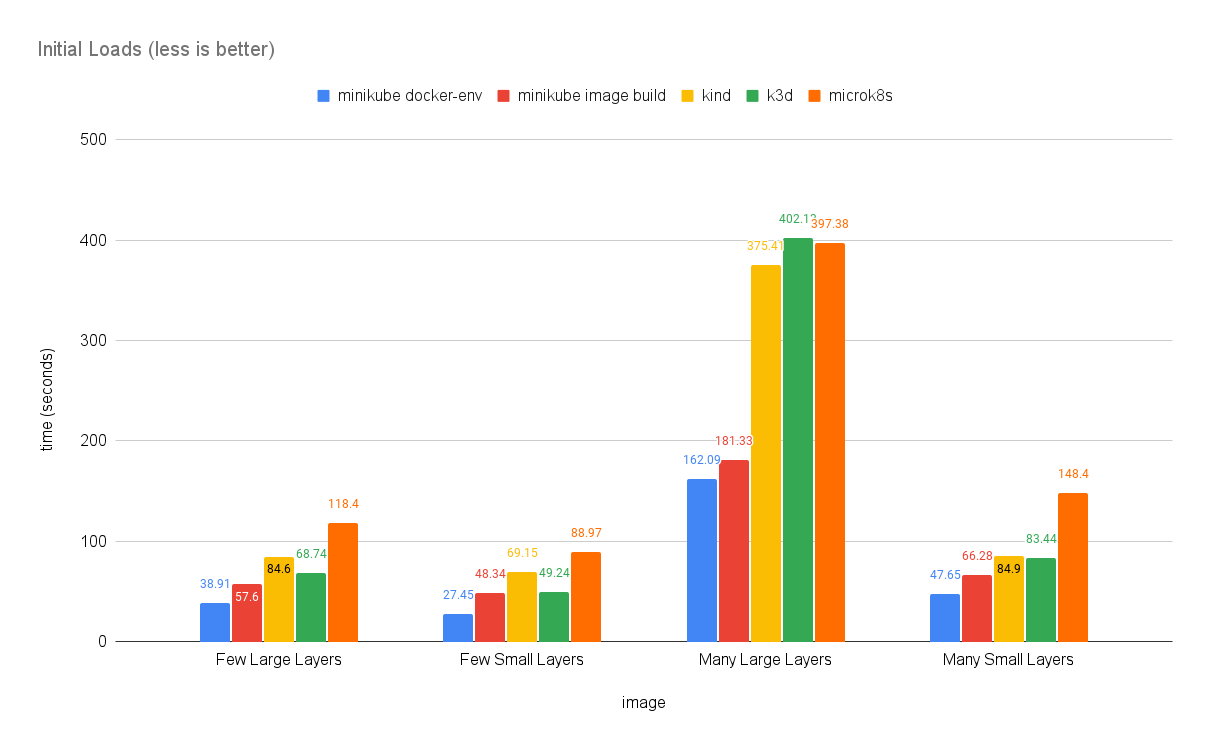 Initial Loads (less is better)
minikube docker-env minikube image build kind k3d microk8s
500
400
300
200
100
0
time (seconds)
38.91 57.6 84.6 68.74 118.4
27.45 48.34 69.15 49.24 88.97
162.09 181.33 375.41 397.38
47.65 66.28 84.9 83.44 148.4
Few Large Layers Few Small Layers Many Large Layers Many Small Layers
image